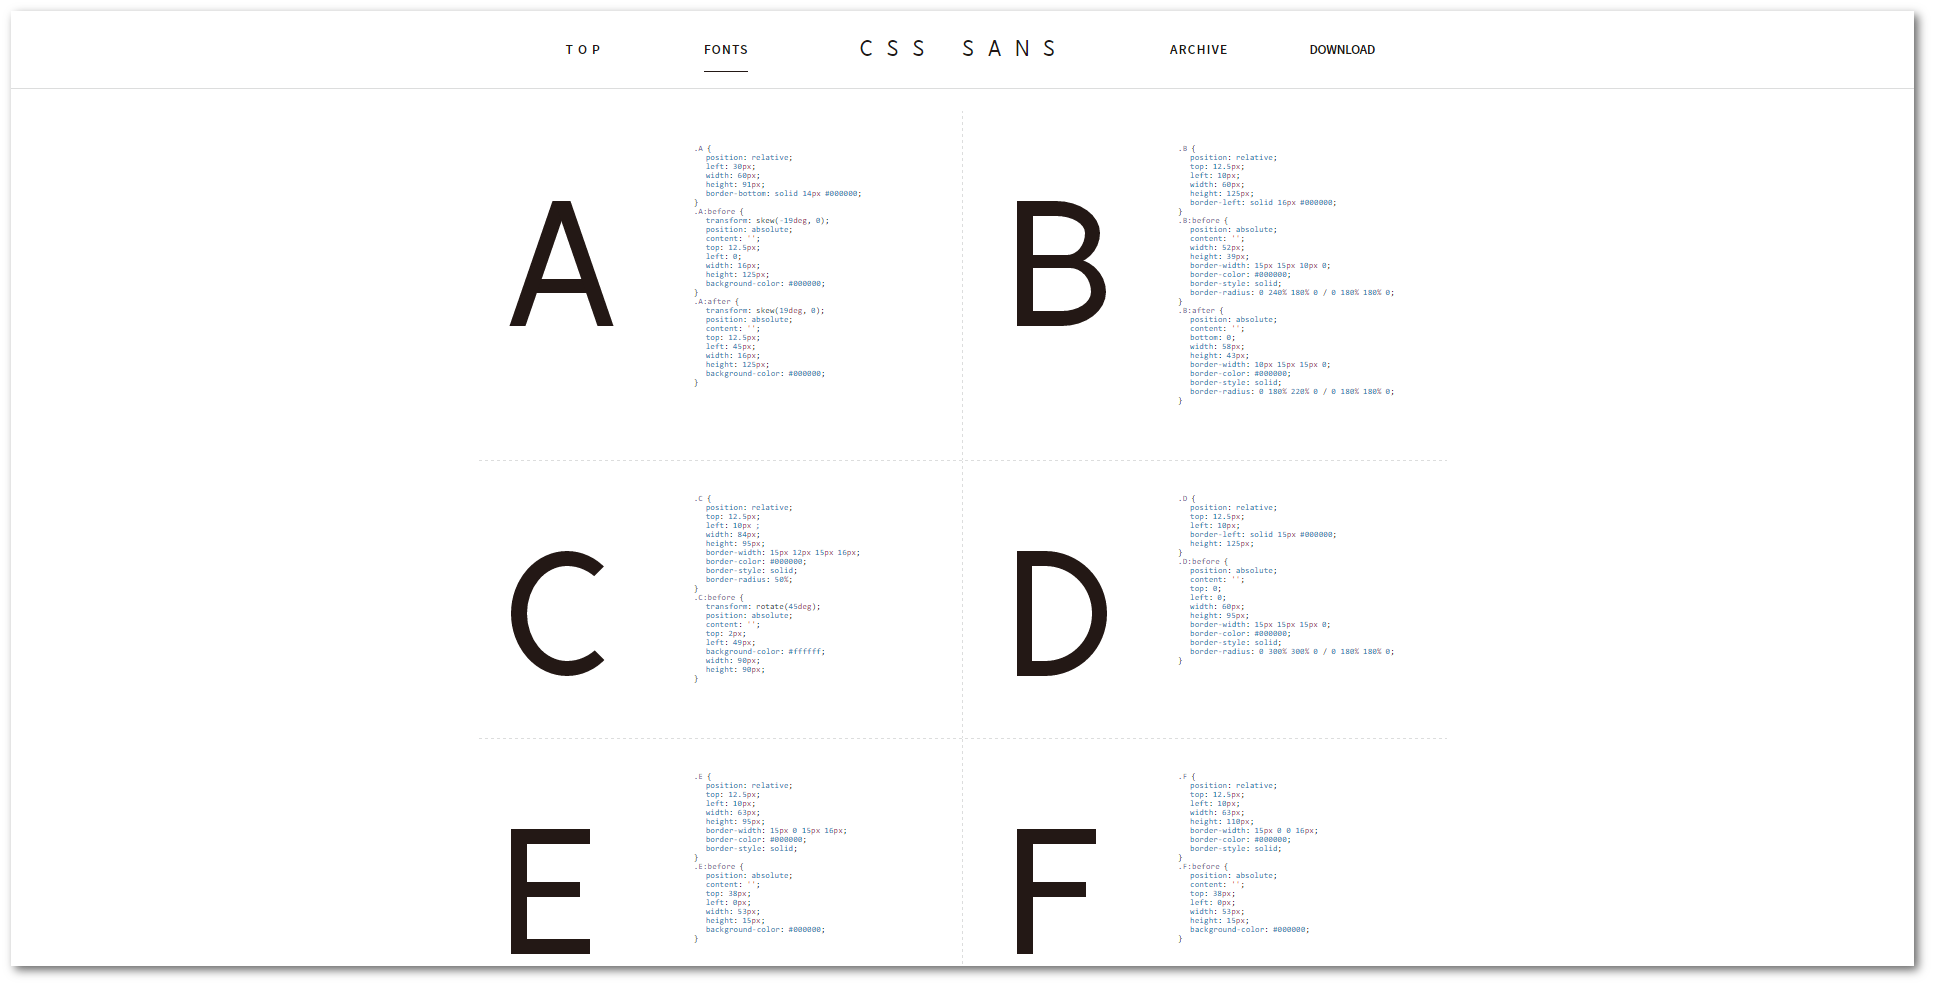 TOP
FONTS
CSS SANS
ARCHIVE
DOWNLOAD
A
.A {
position: relative;
left: 30px;
width: 60px;
height: 91px;
border-bottom: solid 14px #000000;
}
.A:before {
transform: skew(-19deg, 0);
position: absolute;
content: '';
top: 12.5px;
left: 0;
width: 16px;
height: 125px;
background-color: #000000;
}
.A:after {
transform: skew(19deg, 0);
position: absolute;
content: '';
top: 12.5px;
left: 45px;
width: 16px;
height: 125px;
background-color: #000000;
}
B
.B {
position: relative;
top: 12.5px;
left: 10px;
width: 60px;
height: 125px;
border-left: solid 16px #000000;
}
.B:before {
position: absolute;
content: '';
width: 52px;
height: 39px;
border-width: 15px 15px 10px 0;
border-color: #000000;
border-style: solid;
border-radius: 0 240% 180% 0 / 0 180% 180% 0;
}
.B:after {
position: absolute;
content: '';
bottom: 0;
width: 58px;
height: 43px;
border-width: 10px 15px 15px 0;
border-color: #000000;
border-style: solid;
border-radius: 0 180% 220% 0 / 0 180% 180% 0;
}
C
.C {
position: relative;
top: 12.5px;
left: 10px ;
width: 84px;
height: 95px;
border-width: 15px 12px 15px 16px;
border-color: #000000;
border-style: solid;
border-radius: 50%;
}
.C:before {
transform: rotate(45deg);
position: absolute;
content: '';
top: 2px;
left: 49px;
background-color: #ffffff;
width: 90px;
height: 90px;
}
D
.D {
position: relative;
top: 12.5px;
left: 10px;
border-left: solid 15px #000000;
height: 125px;
}
.D:before {
position: absolute;
content: '';
top: 0;
left: 0;
width: 60px;
height: 95px;
border-width: 15px 15px 15px 0;
border-color: #000000;
border-style: solid;
border-radius: 0 300% 300% 0 / 0 180% 180% 0;
}
E
.E {
position: relative;
top: 12.5px;
left: 10px;
width: 63px;
height: 95px;
border-width: 15px 0 15px 16px;
border-color: #000000;
border-style: solid;
}
.E:before {
position: absolute;
content: '';
top: 38px;
left: 0px;
width: 53px;
height: 15px;
background-color: #000000;
}
F
.F {
position: relative;
top: 12.5px;
left: 10px;
width: 63px;
height: 110px;
border-width: 15px 0 0 16px;
border-color: #000000;
border-style: solid;
}
.F:before {
position: absolute;
content: '';
top: 38px;
left: 0px;
width: 53px;
height: 15px;
background-color: #000000;
}